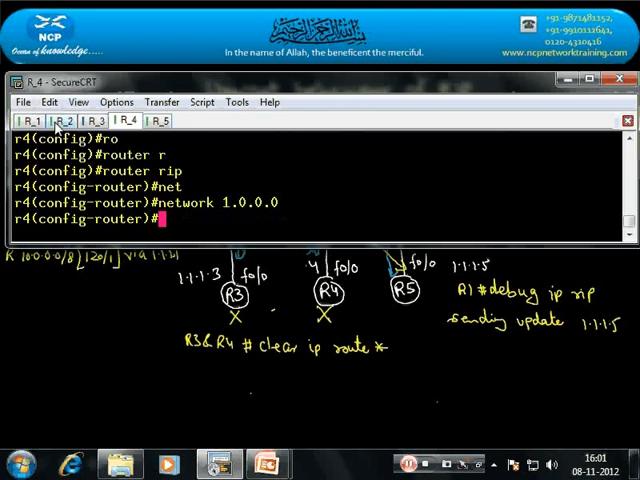 NCP
Ocean of knowledge...
بسم الله الرحمن الرحيم
In the name of Allah, the beneficent the merciful.
+91-9871481152,
+91-9910112641,
0120-4310416
www.ncpnetworktraining.com
R_4 - SecureCRT
File Edit View Options Transfer Script Tools Help
R_1 R_2 R_3 R_4 R_5
r4(config)#ro
r4(config)#router r
r4(config)#router rip
r4(config-router)#net
r4(config-router)#network 1.0.0.0
r4(config-router)#
R 10.0.0.0/8 [120/1] via 1.1.
1.1.1.3 f0/0 .4 f0/0 f0/0 1.1.1.5
R3 R4 R5
R1 #debug ip rip
sending update 1.1.1.5
X X
R3 & R4 # clear ip route *
16:01
08-11-2012